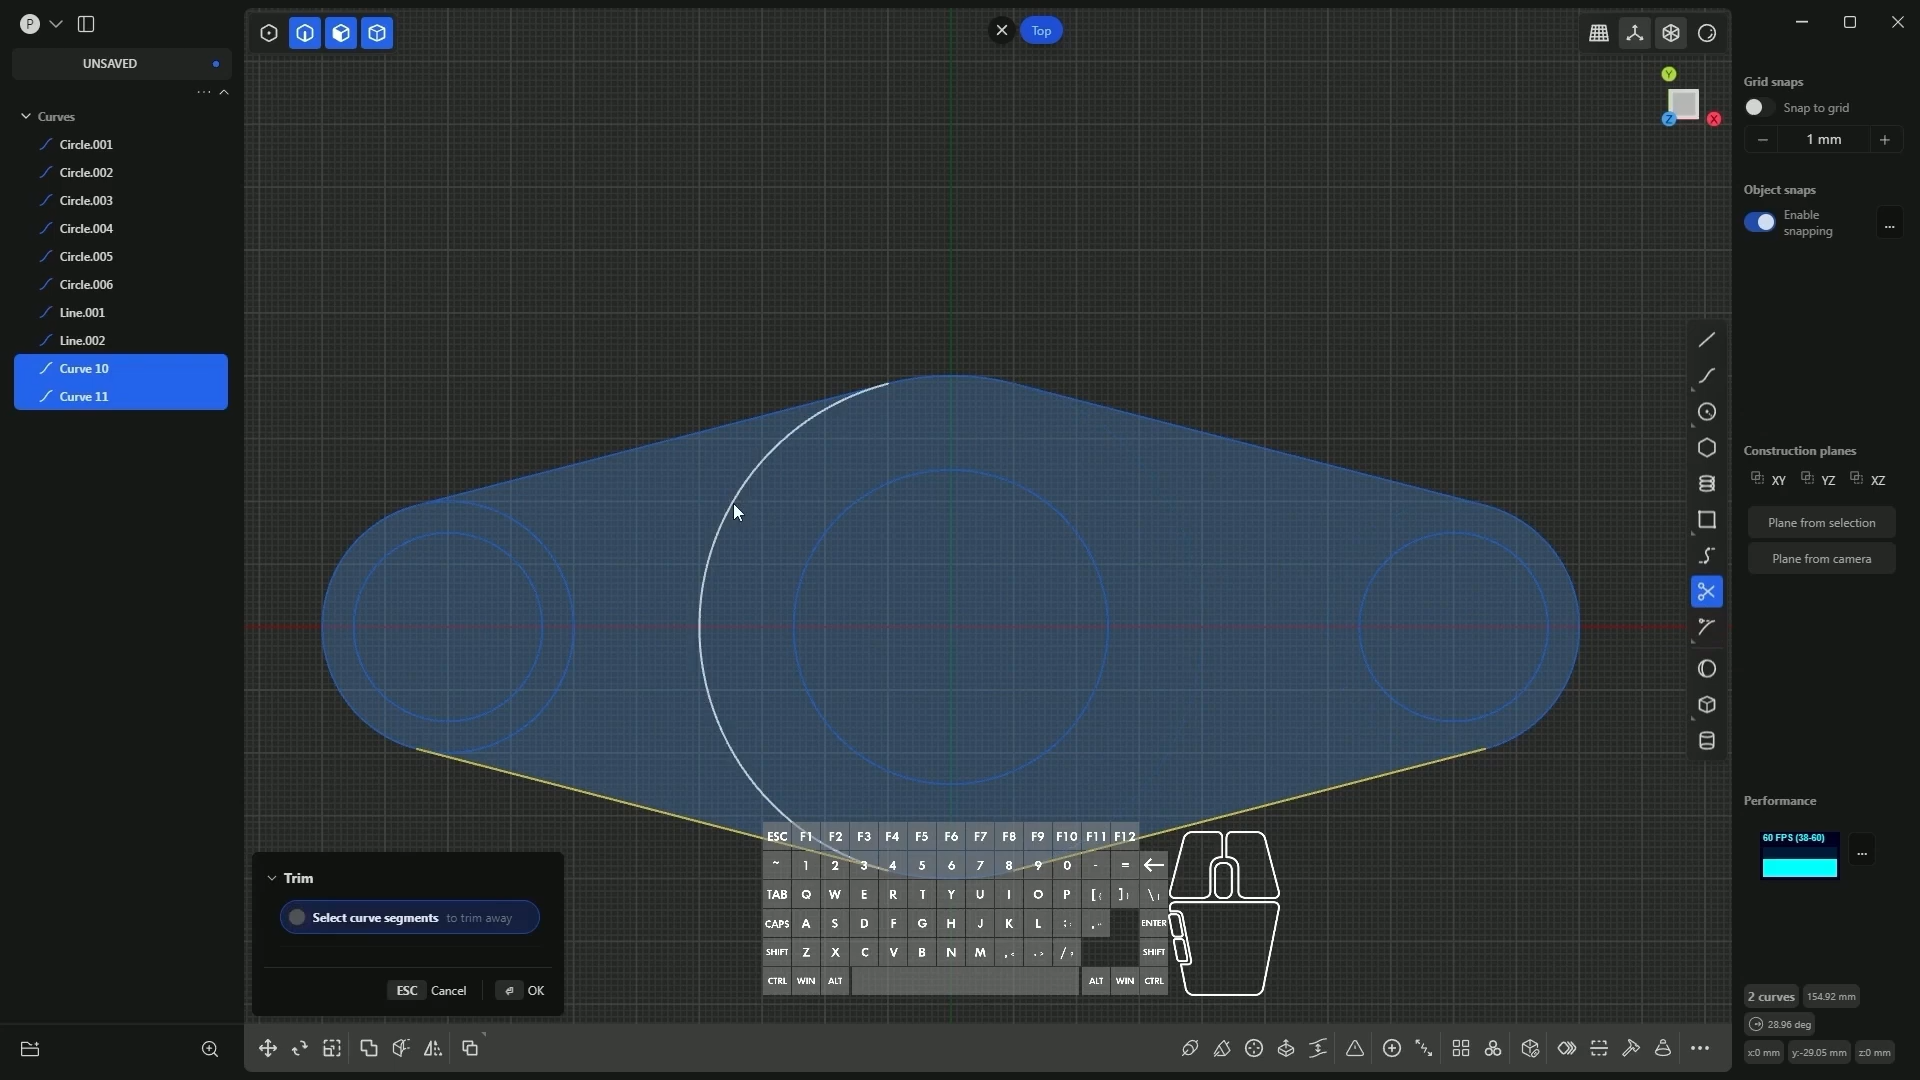 P
UNSAVED
Curves
Circle.001
Circle.002
Circle.003
Circle.004
Circle.005
Circle.006
Line.001
Line.002
Curve 10
Curve 11
Top
Y
Z
X
Grid snaps
Snap to grid
1 mm
Object snaps
Enable
snapping
Construction planes
XY
YZ
XZ
Plane from selection
Plane from camera
Performance
60 FPS (38-60)
2 curves
154.92 mm
28.96 deg
x:0 mm
y:-29.05 mm
z:0 mm
Trim
Select curve segments to trim away
ESC Cancel
OK
ESC F1 F2 F3 F4 F5 F6 F7 F8 F9 F10 F11 F12
~ 1 2 3 4 5 6 7 8 9 0 - =
TAB Q W E R T Y U I O P [{ ]} \|
CAPS A S D F G H J K L ENTER
SHIFT Z X C V B N M SHIFT
CTRL WIN ALT ALT WIN CTRL